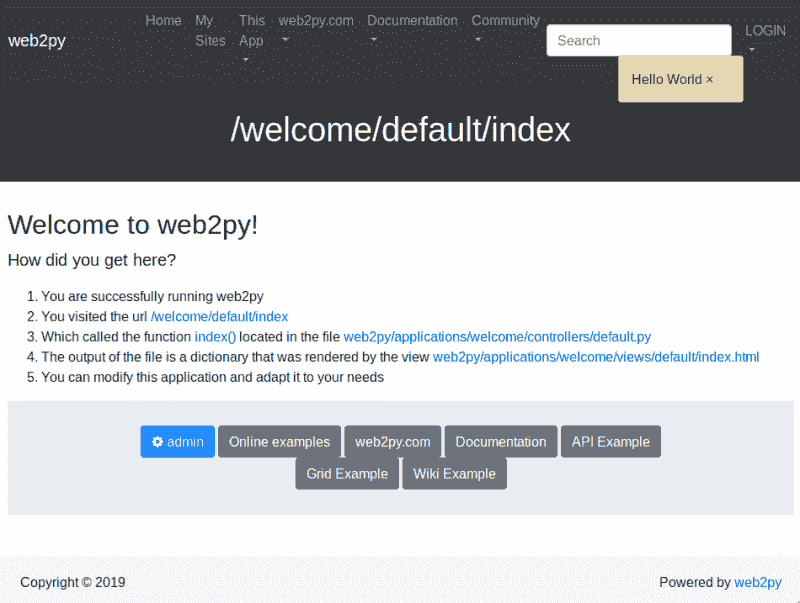 web2py
Home
My Sites
This App
web2py.com
Documentation
Community
Search
LOGIN
Hello World ×
/welcome/default/index
Welcome to web2py!
How did you get here?
1. You are successfully running web2py
2. You visited the url /welcome/default/index
3. Which called the function index() located in the file web2py/applications/welcome/controllers/default.py
4. The output of the file is a dictionary that was rendered by the view web2py/applications/welcome/views/default/index.html
5. You can modify this application and adapt it to your needs
admin Online examples web2py.com Documentation API Example
Grid Example Wiki Example
Copyright © 2019 Powered by web2py